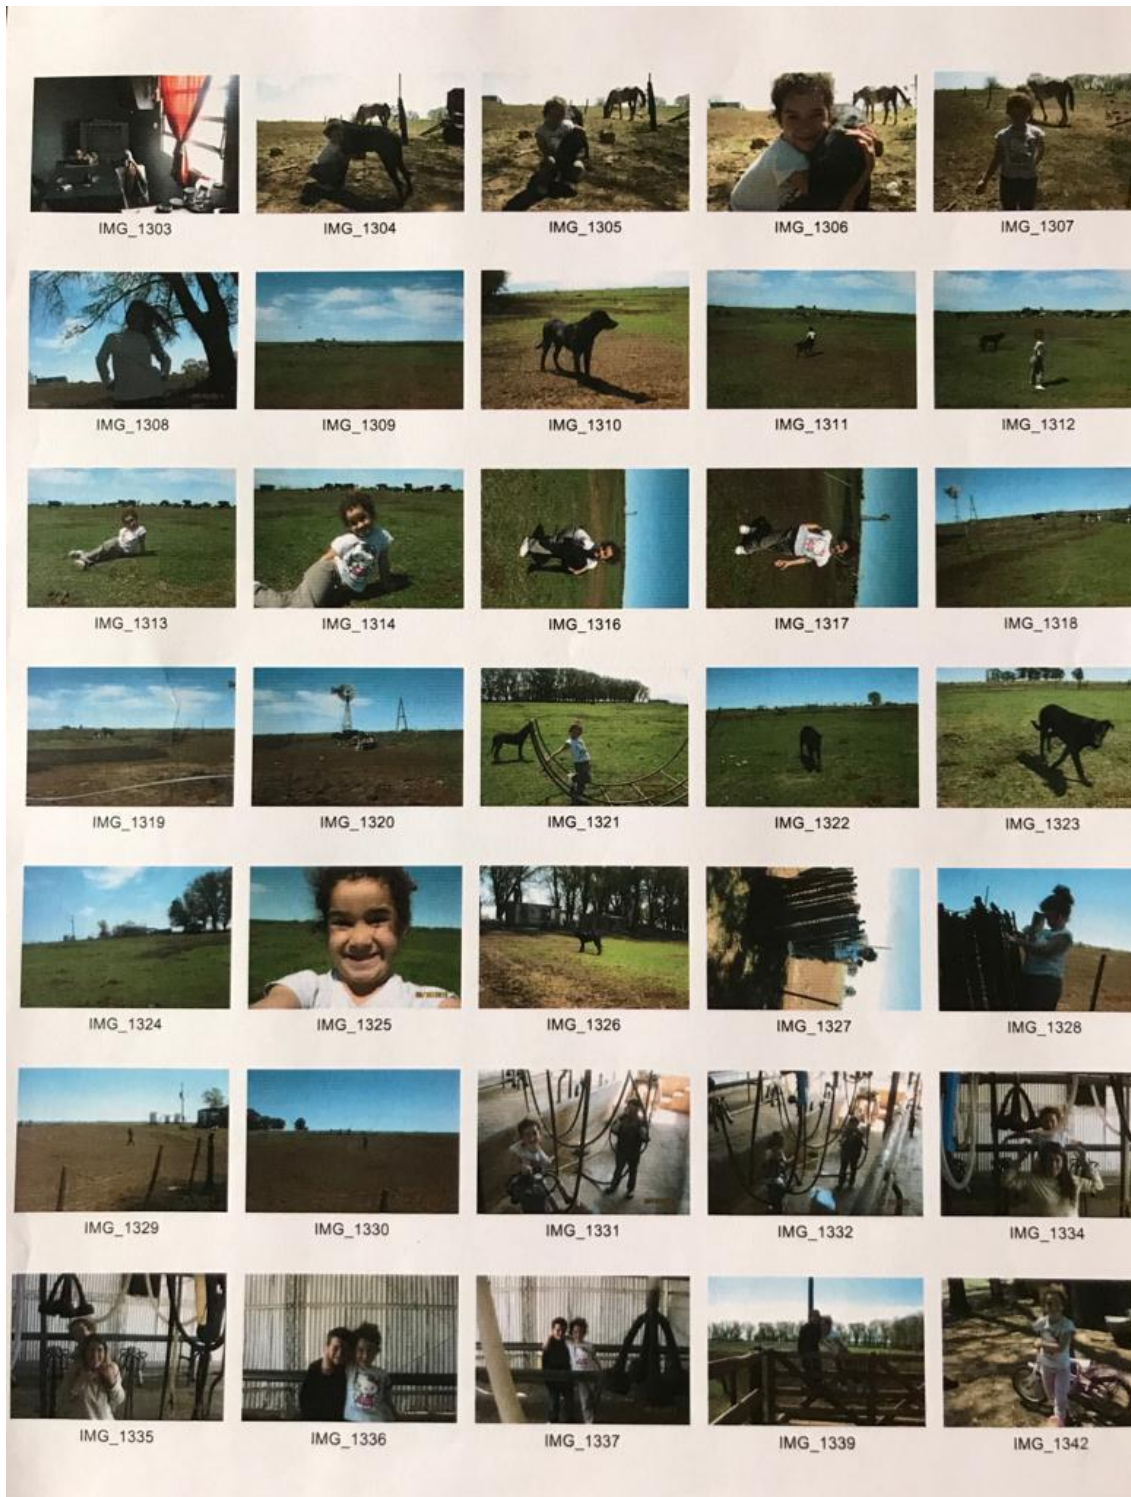 IMG_1303 IMG_1304 IMG_1305 IMG_1306 IMG_1307
IMG_1308 IMG_1309 IMG_1310 IMG_1311 IMG_1312
IMG_1313 IMG_1314 IMG_1316 IMG_1317 IMG_1318
IMG_1319 IMG_1320 IMG_1321 IMG_1322 IMG_1323
IMG_1324 IMG_1325 IMG_1326 IMG_1327 IMG_1328
IMG_1329 IMG_1330 IMG_1331 IMG_1332 IMG_1334
IMG_1335 IMG_1336 IMG_1337 IMG_1339 IMG_1342